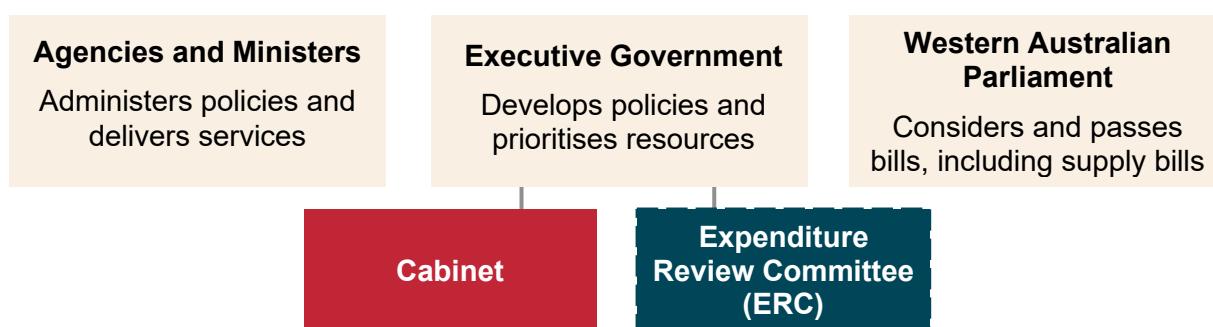 Agencies and Ministers
Administers policies and
delivers services
Executive Government
Develops policies and
prioritises resources
Western Australian
Parliament
Considers and passes
bills, including supply bills
Cabinet
Expenditure
Review Committee
(ERC)